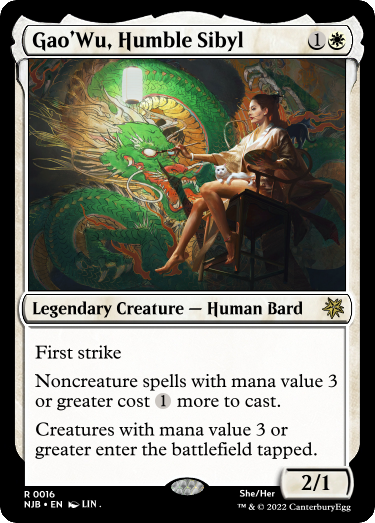 Gao'Wu, Humble Sibyl 1
Legendary Creature — Human Bard
First strike
Noncreature spells with mana value 3
or greater cost 1 more to cast.
Creatures with mana value 3 or
greater enter the battlefield tapped.
2/1
R 0016
NJB • EN LIN.
She/Her
™ & © 2022 CanterburyEgg